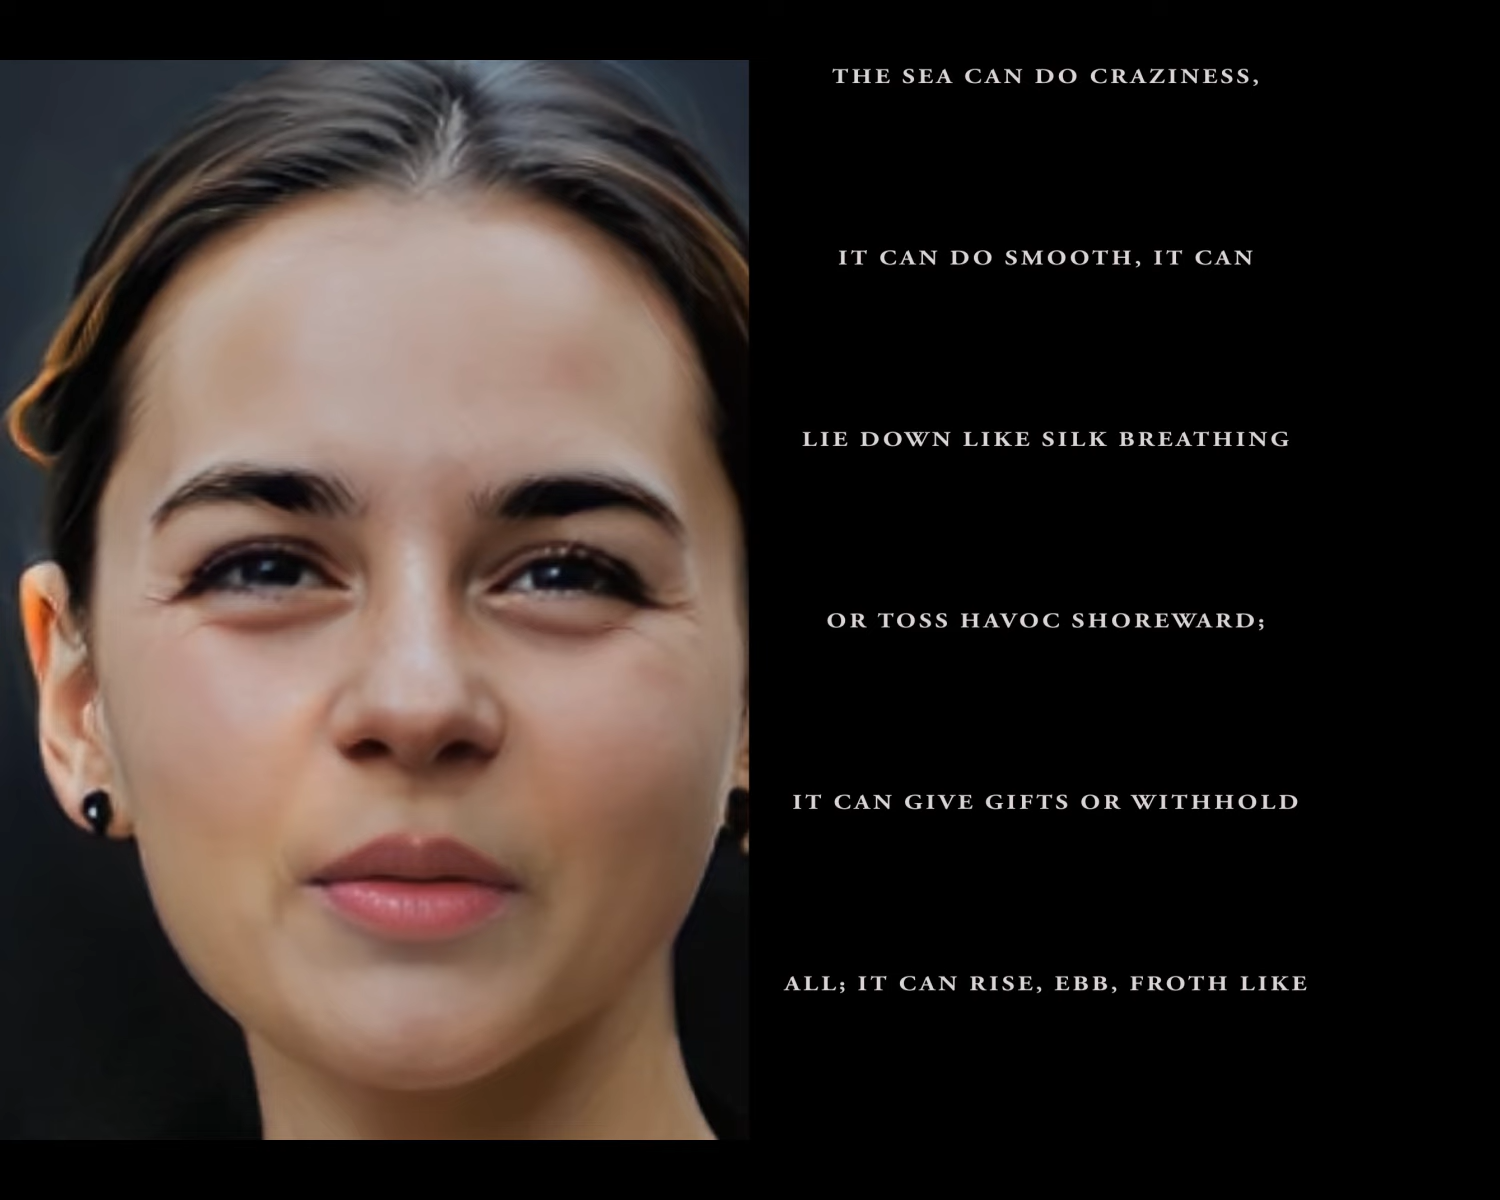 THE SEA CAN DO CRAZINESS,
IT CAN DO SMOOTH, IT CAN
LIE DOWN LIKE SILK BREATHING
OR TOSS HAVOC SHOREWARD;
IT CAN GIVE GIFTS OR WITHHOLD
ALL; IT CAN RISE, EBB, FROTH LIKE